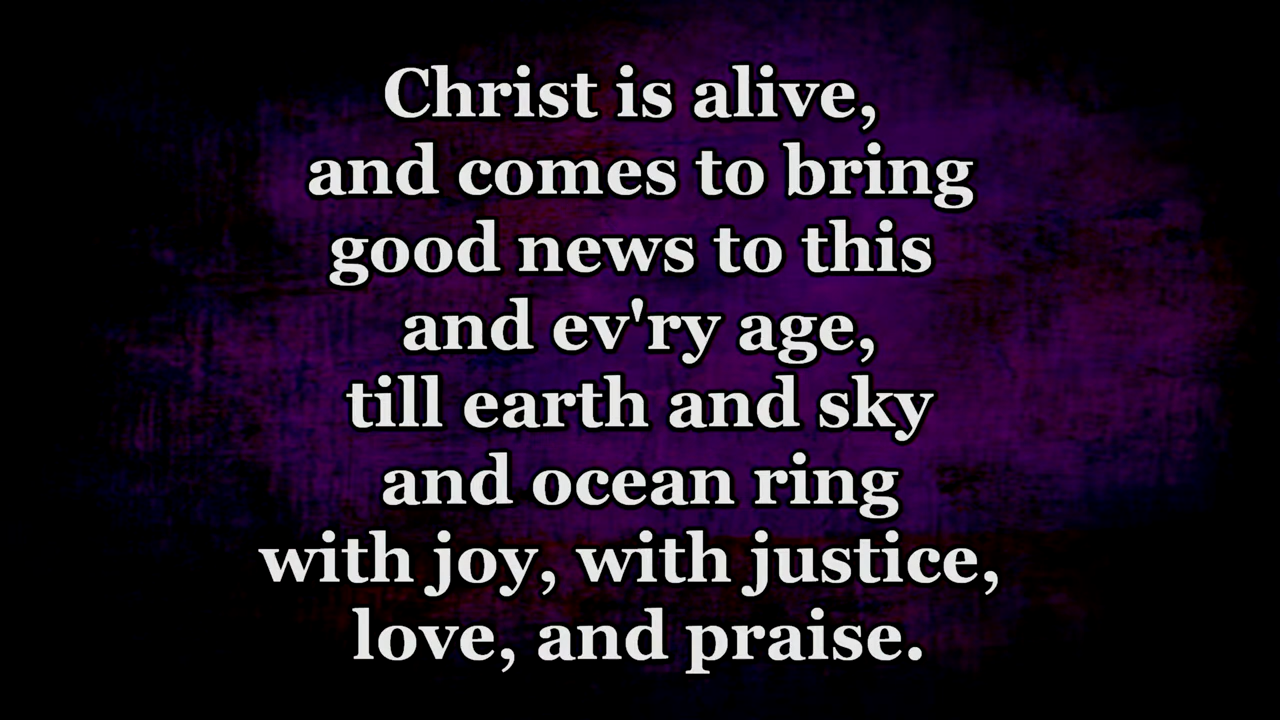 Christ is alive,
and comes to bring
good news to this
and ev'ry age,
till earth and sky
and ocean ring
with joy, with justice,
love, and praise.